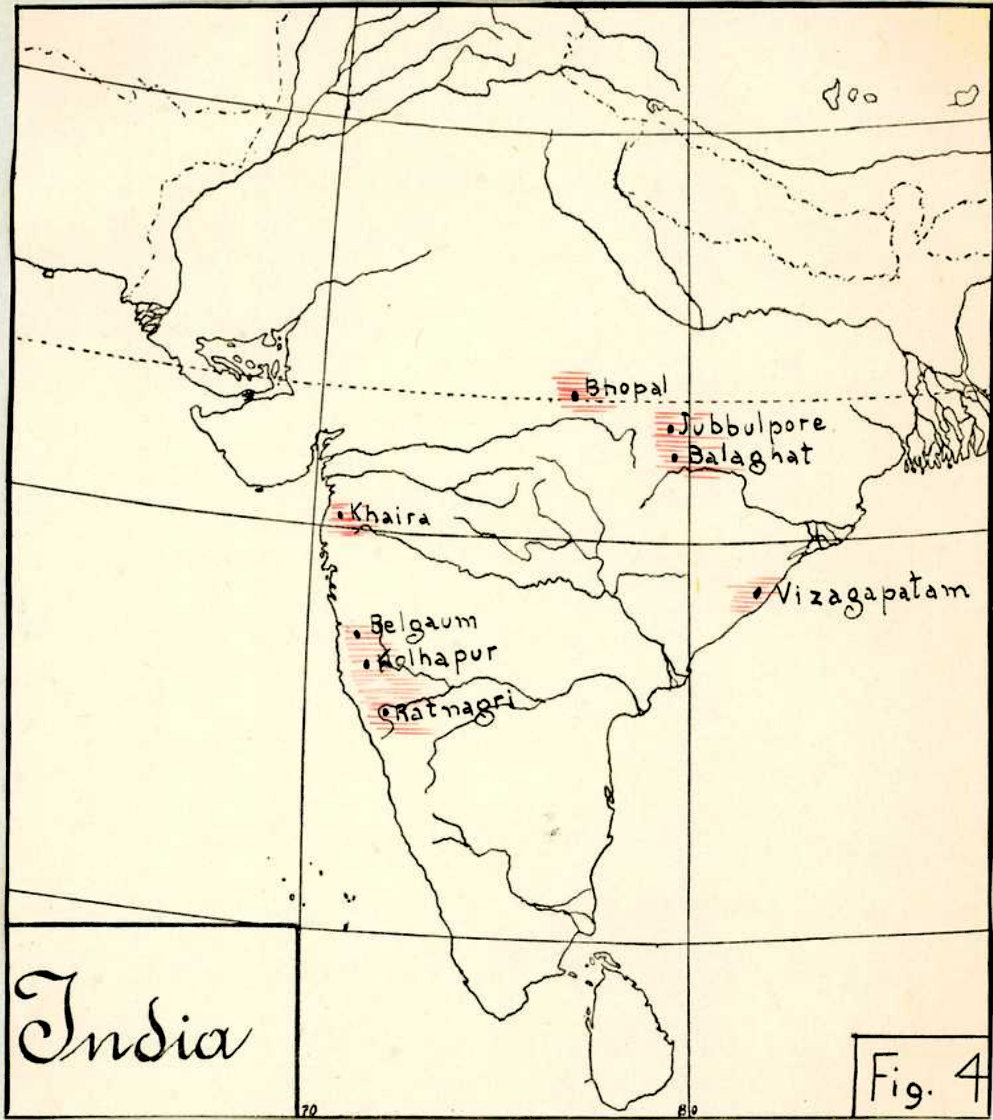 Bhopal
Jubbulpore
Balaghat
Khaira
Vizagapatam
Belgaum
Kolhapur
Ratnagri
India
Fig. 4
70
80